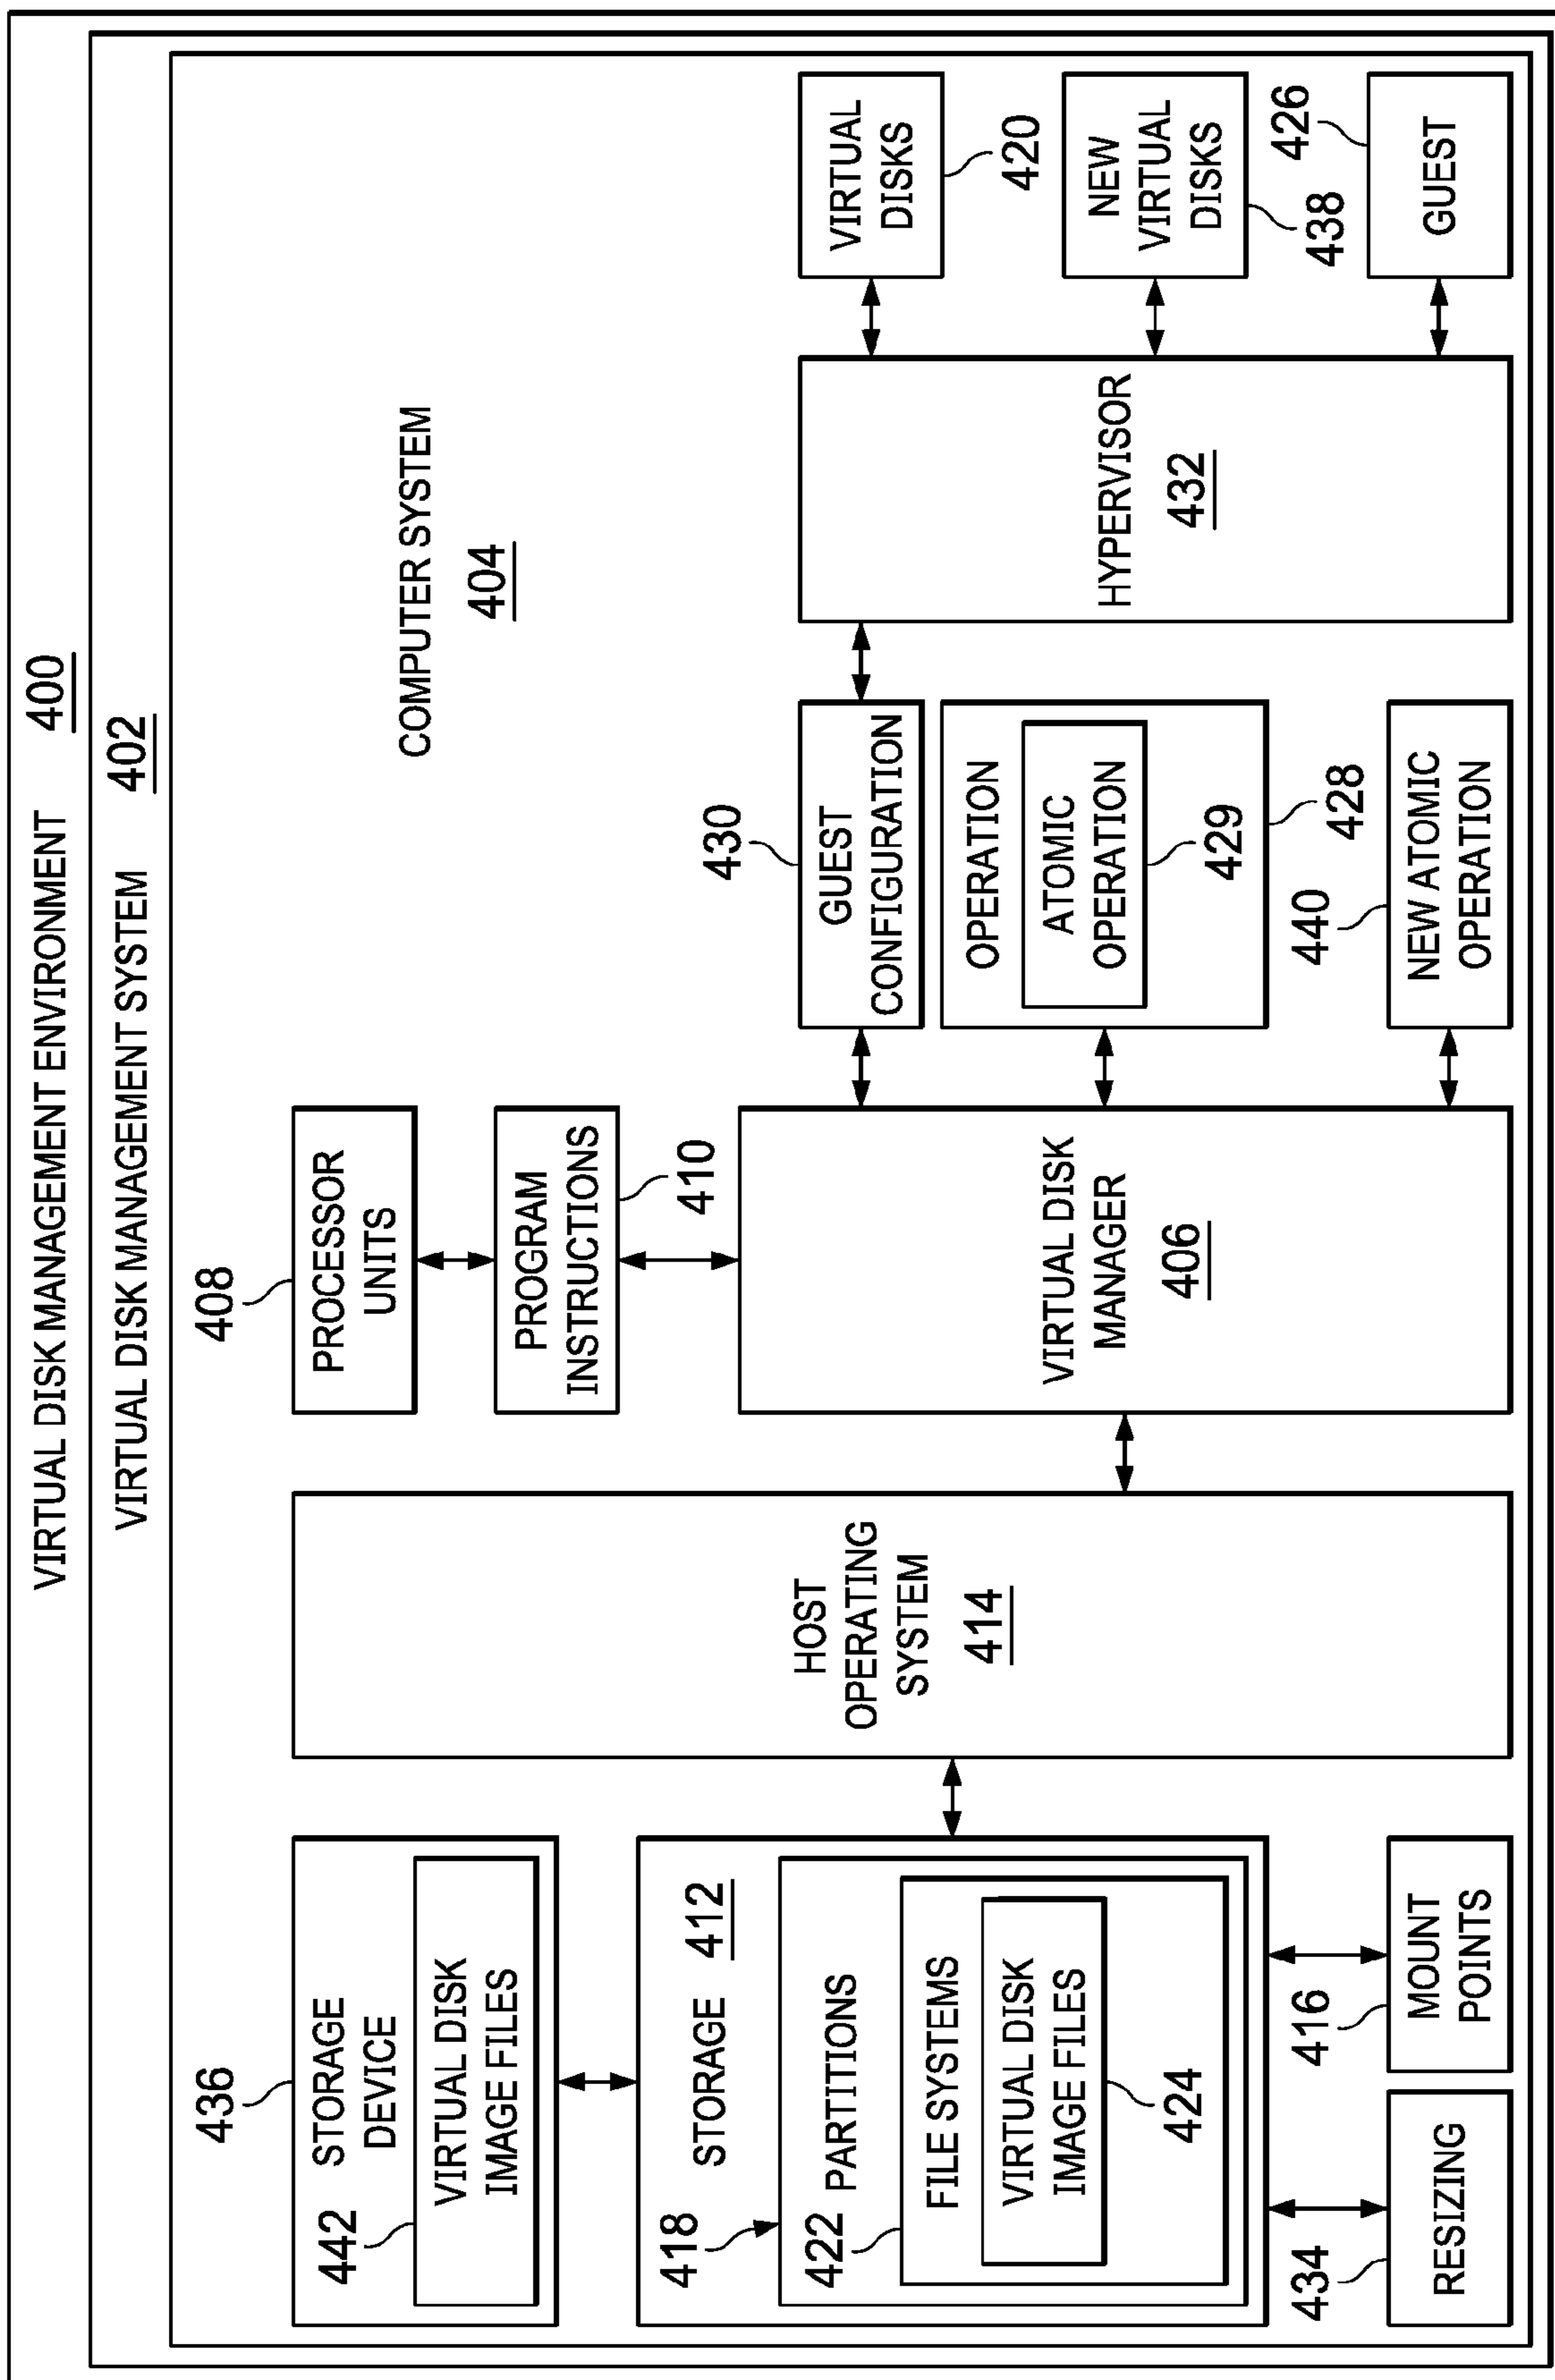 VIRTUAL DISK MANAGEMENT ENVIRONMENT 400
VIRTUAL DISK MANAGEMENT SYSTEM 402
COMPUTER SYSTEM
404
436
STORAGE
DEVICE
442
VIRTUAL DISK
IMAGE FILES
STORAGE 412
418
PARTITIONS
422
FILE SYSTEMS
VIRTUAL DISK
IMAGE FILES
424
434
RESIZING
416
MOUNT
POINTS
HOST
OPERATING
SYSTEM
414
408
PROCESSOR
UNITS
PROGRAM
INSTRUCTIONS
410
VIRTUAL DISK
MANAGER
406
430
GUEST
CONFIGURATION
OPERATION
ATOMIC
OPERATION
429
428
440
NEW ATOMIC
OPERATION
HYPERVISOR
432
VIRTUAL
DISKS
420
NEW
VIRTUAL
DISKS
438
426
GUEST